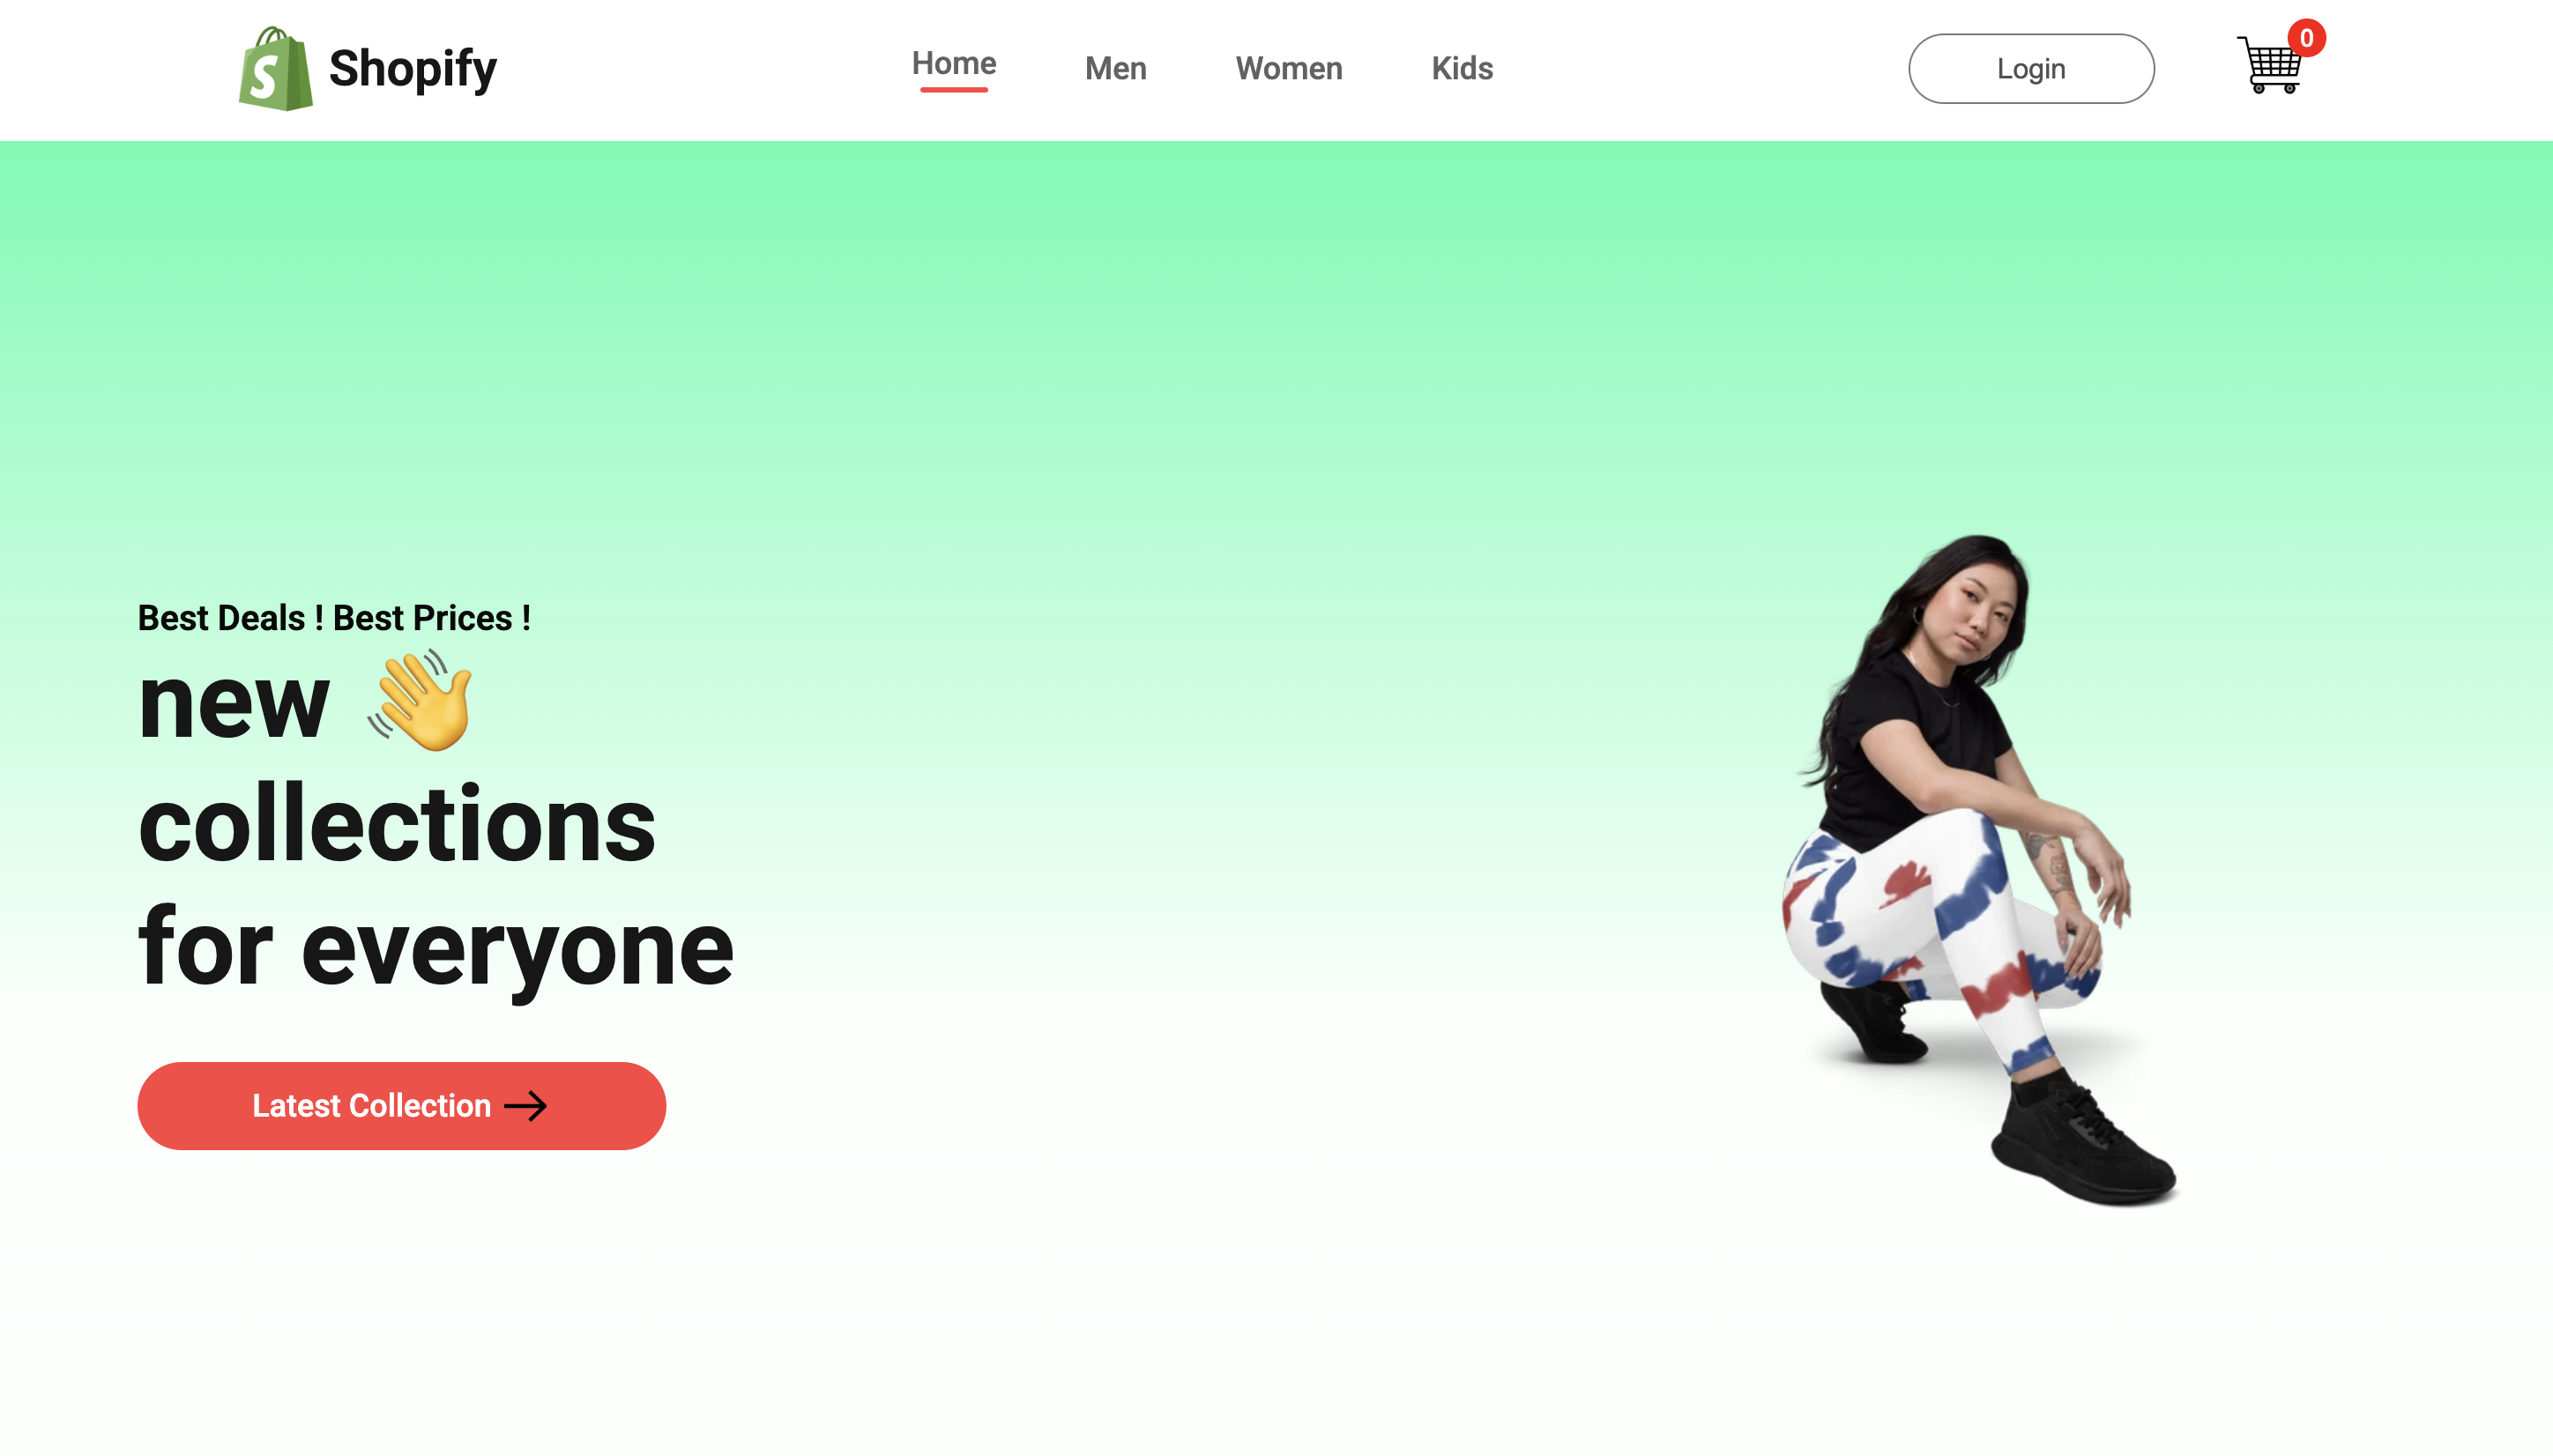 Shopify
Home
Men
Women
Kids
Login
0
Best Deals ! Best Prices !
new 👋
collections
for everyone
Latest Collection →